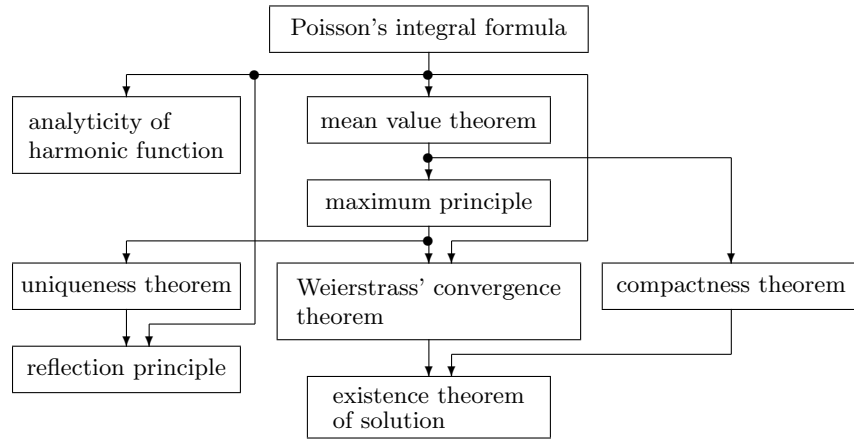 Poisson's integral formula
analyticity of
harmonic function
mean value theorem
maximum principle
uniqueness theorem
Weierstrass' convergence
theorem
compactness theorem
reflection principle
existence theorem
of solution